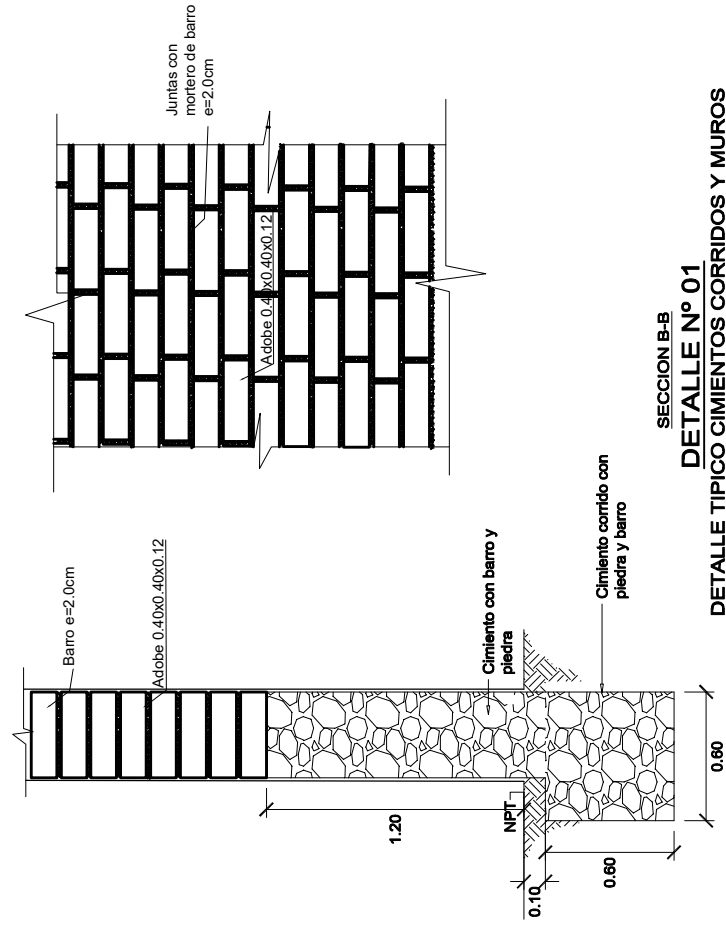 Juntas con
mortero de barro
e=2.0cm
Adobe 0.40x0.40x0.12
Barro e=2.0cm
Adobe 0.40x0.40x0.12
Cimiento con barro y
piedra
1.20
NPT
Cimiento corrido con
piedra y barro
0.10
0.60
0.60
SECCION B-B
DETALLE Nº 01
DETALLE TIPICO CIMIENTOS CORRIDOS Y MUROS